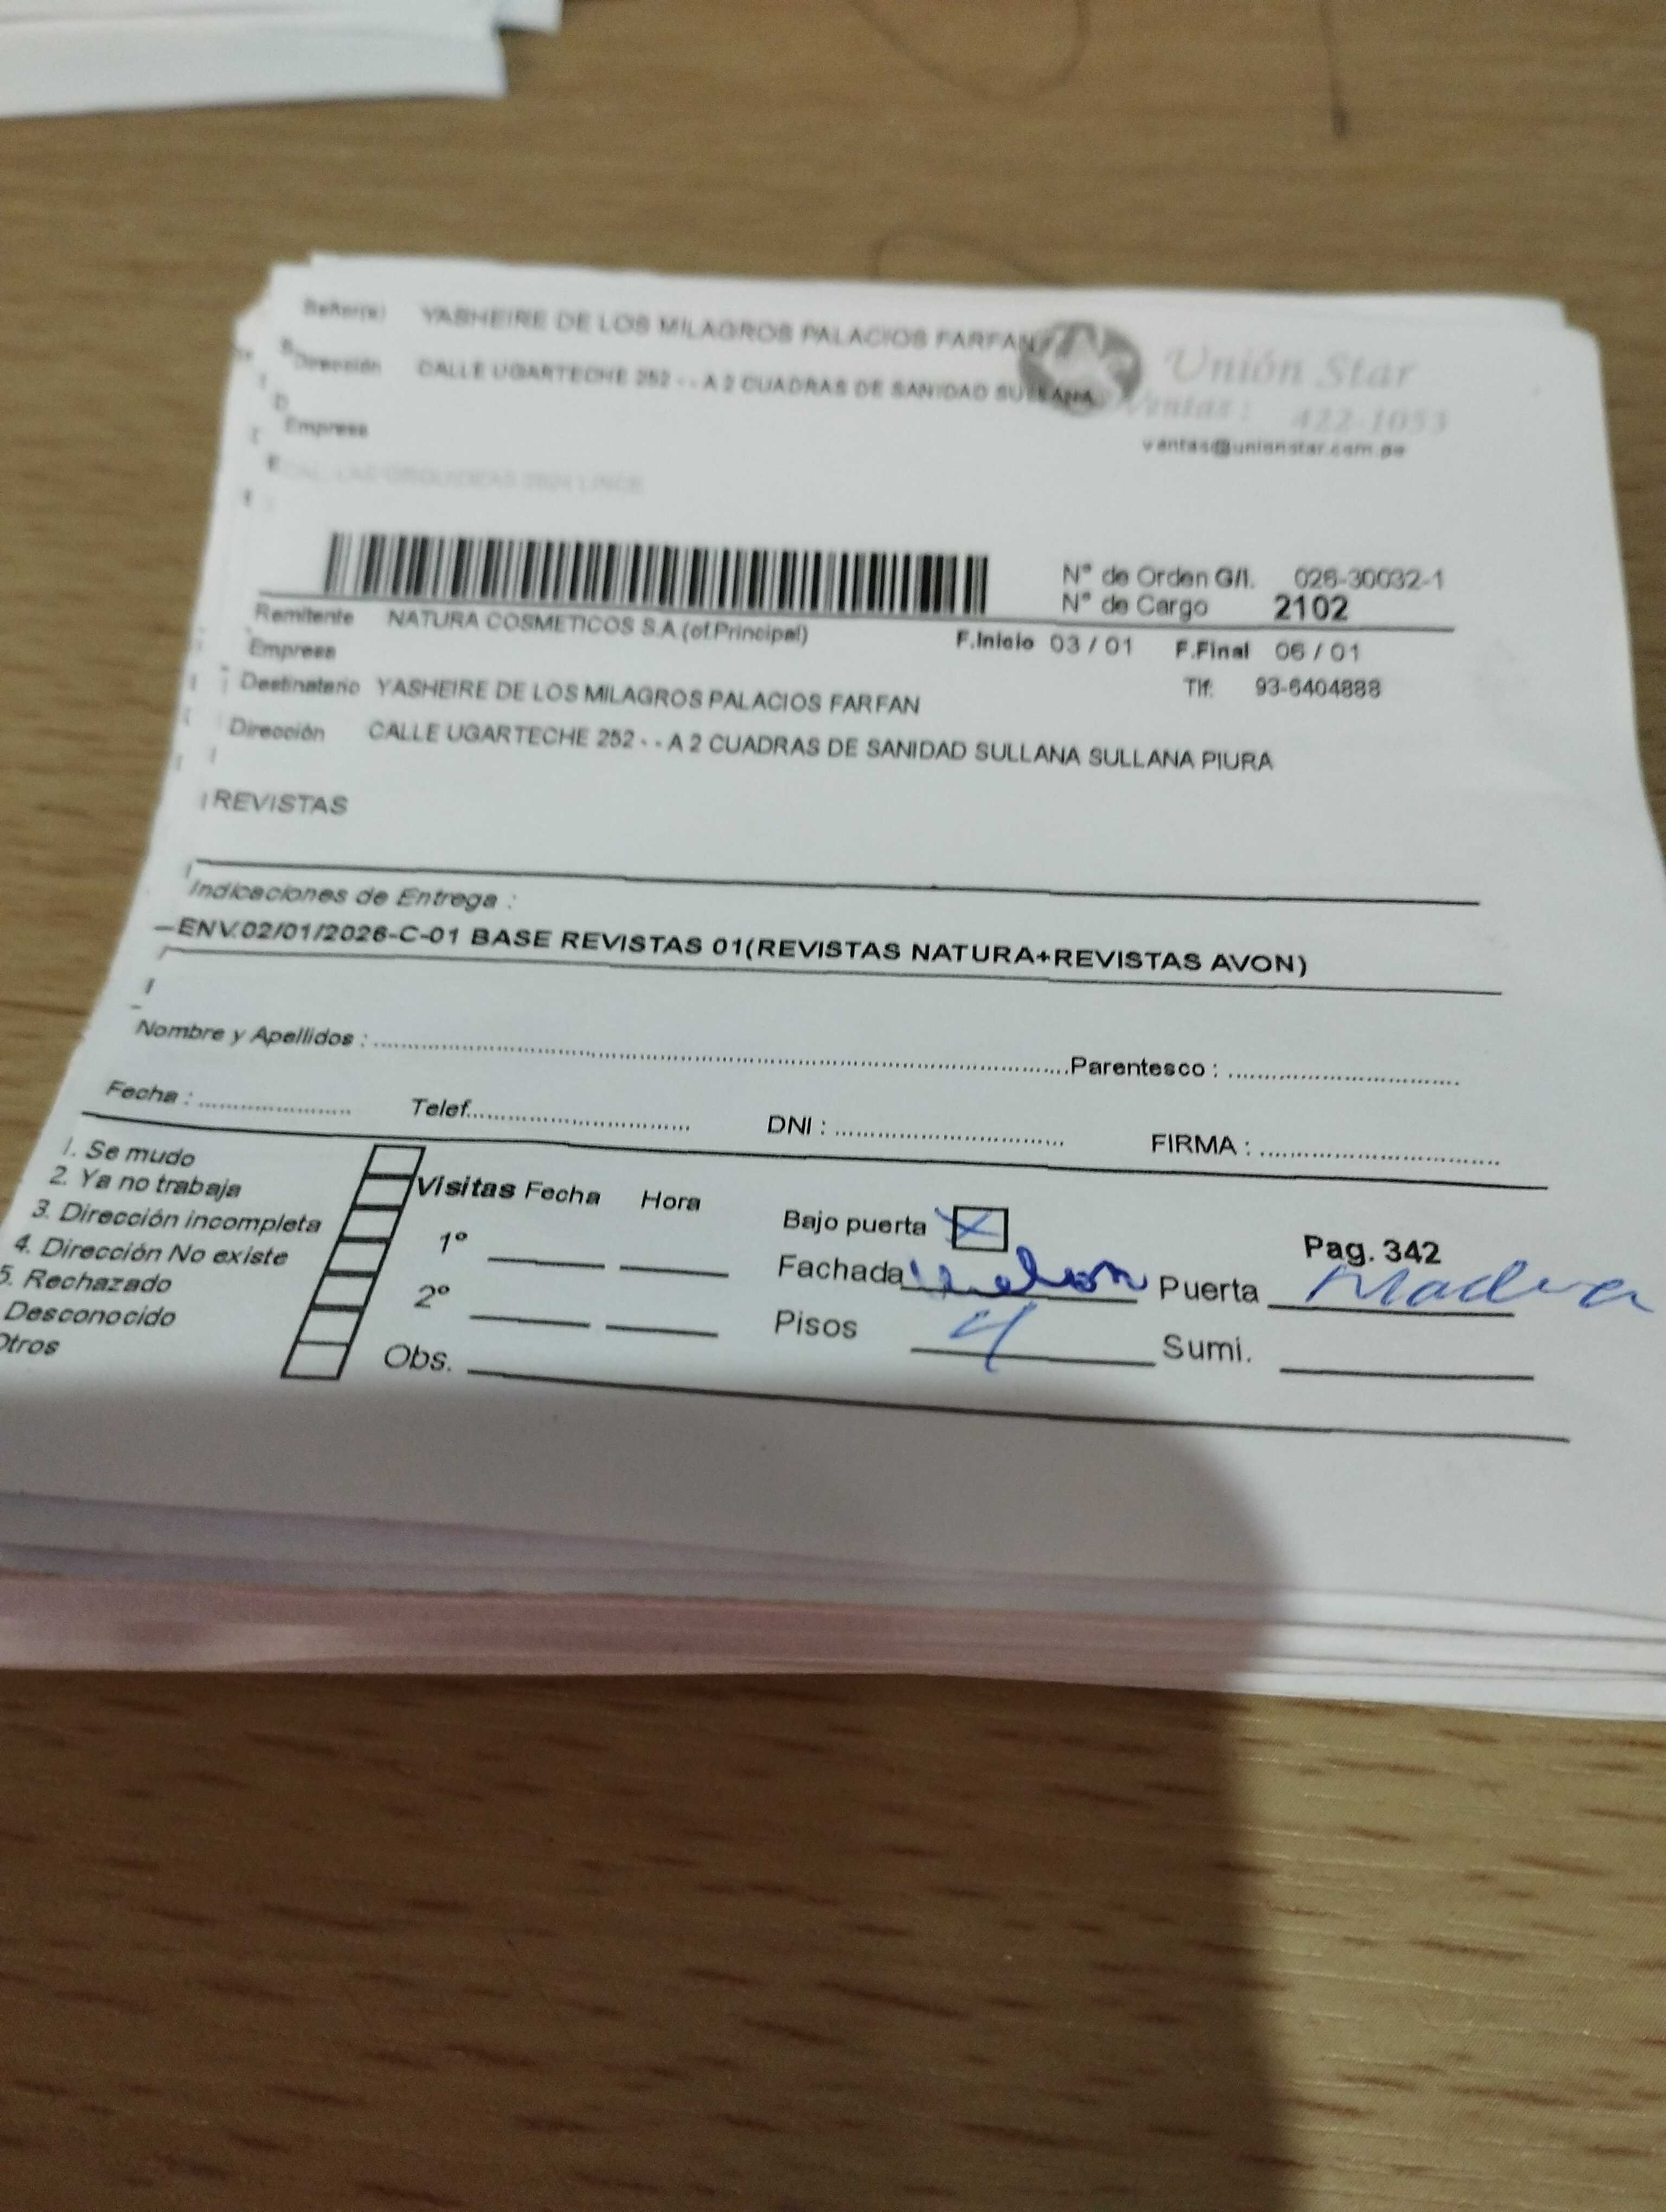 Señor(s) YASHEIRE DE LOS MILAGROS PALACIOS FARFAN
Dirección CALLE UGARTECHE 252 - - A 2 CUADRAS DE SANIDAD SULLANA
Unión Star
Ventas: 422-1053
ventas@unionstar.com.pe
Empresa
Nº de Orden G/I. 026-30032-1
Nº de Cargo 2102
Remitente NATURA COSMETICOS S.A (of.Principal)
F.Inicio 03 / 01 F.Final 06 / 01
Empresa
Destinatario YASHEIRE DE LOS MILAGROS PALACIOS FARFAN
Tlf: 93-6404888
Dirección CALLE UGARTECHE 252 - - A 2 CUADRAS DE SANIDAD SULLANA SULLANA PIURA
REVISTAS
Indicaciones de Entrega :
ENV.02/01/2026-C-01 BASE REVISTAS 01(REVISTAS NATURA+REVISTAS AVON)
Nombre y Apellidos : Parentesco :
Fecha : Telef. DNI : FIRMA :
1. Se mudo
2. Ya no trabaja
3. Dirección incompleta
4. Dirección No existe
5. Rechazado
Desconocido
Otros
Visitas Fecha Hora
1º
2º
Obs.
Bajo puerta X
Fachada
Pisos 4
Pag. 342
Puerta Madera
Sumi.